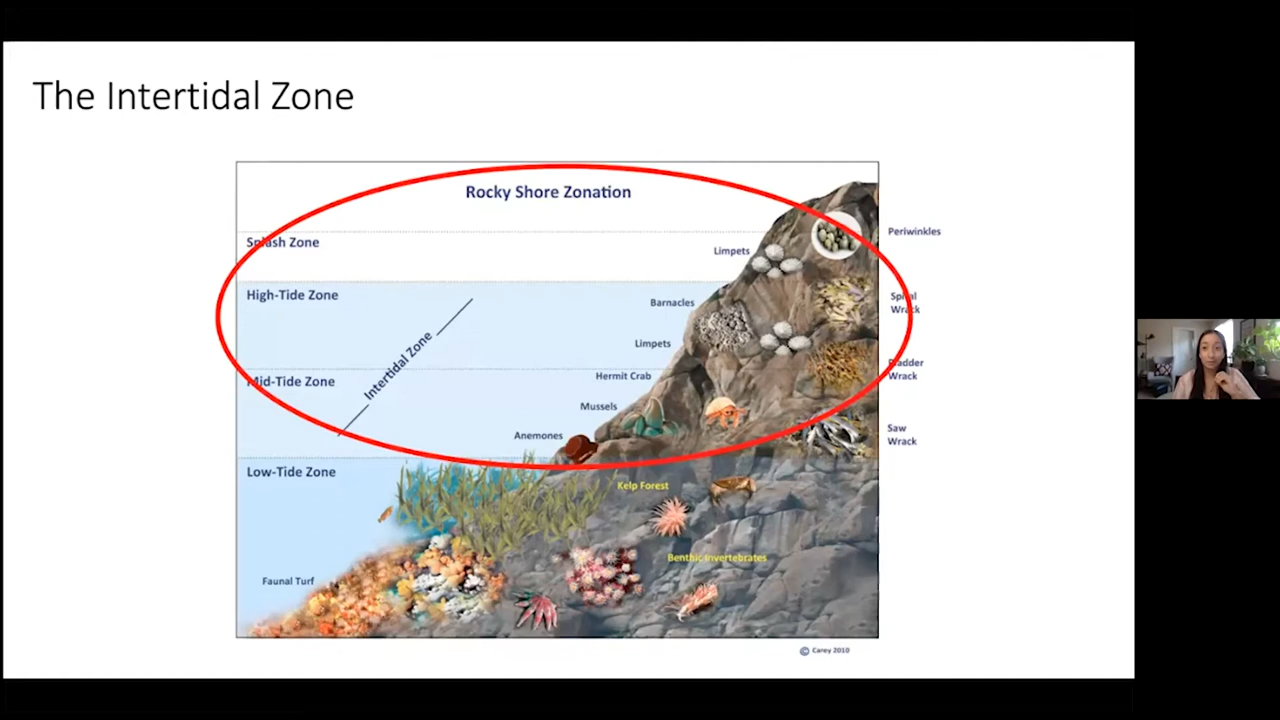 The Intertidal Zone
Rocky Shore Zonation
Splash Zone
Limpets
Periwinkles
High-Tide Zone
Barnacles
Spiral
Wrack
Intertidal Zone
Limpets
Mid-Tide Zone
Hermit Crab
Bladder
Wrack
Mussels
Anemones
Saw
Wrack
Low-Tide Zone
Kelp Forest
Benthic Invertebrates
Faunal Turf
© Carey 2010